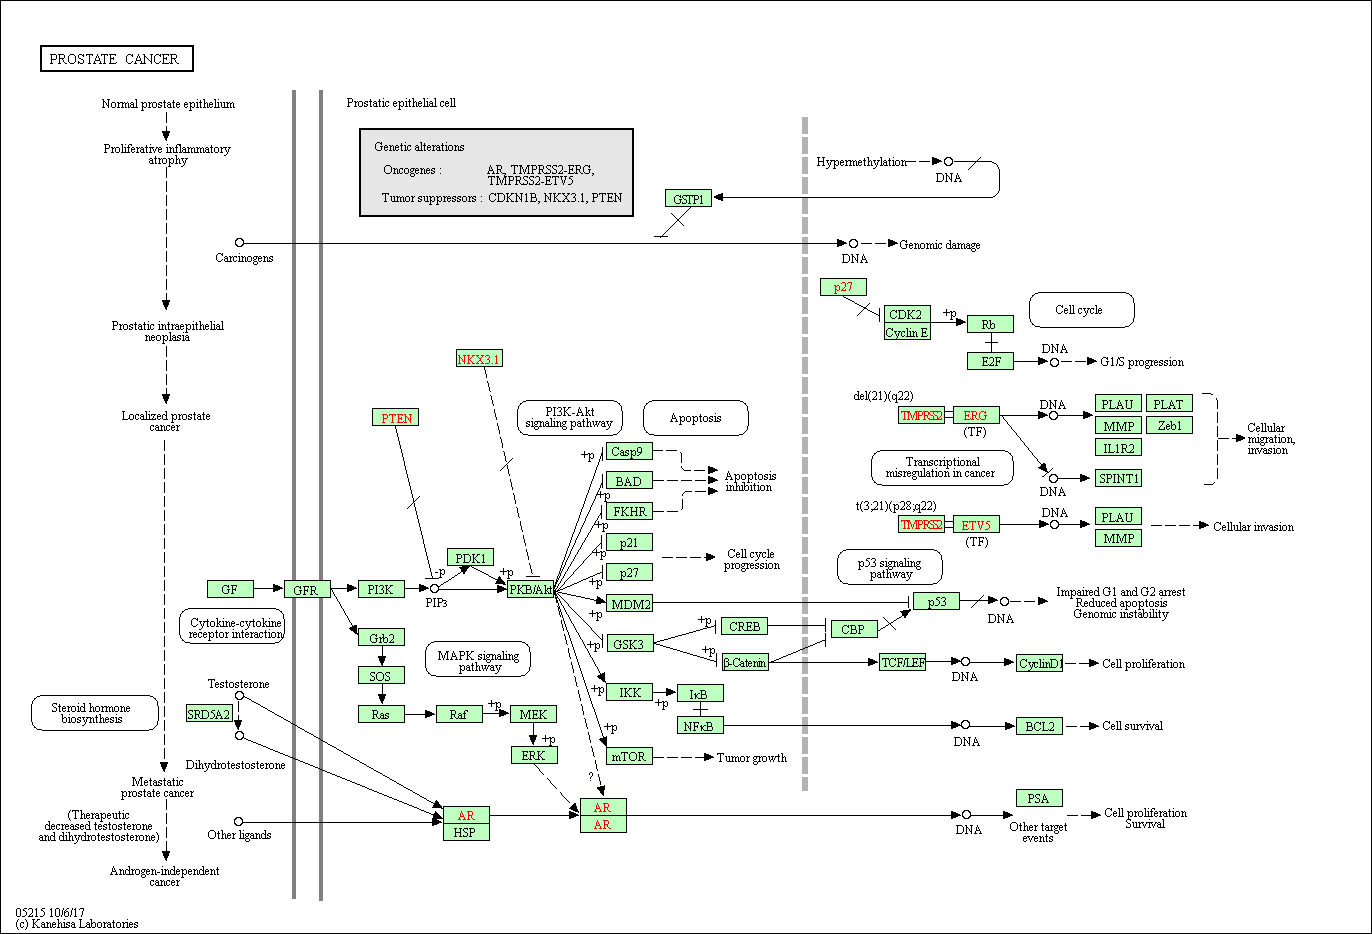 PROSTATE CANCER
Normal prostate epithelium
Proliferative inflammatory
atrophy
Prostatic intraepithelial
neoplasia
Localized prostate
cancer
Metastatic
prostate cancer
(Therapeutic
decreased testosterone
and dihydrotestosterone)
Androgen-independent
cancer
Prostatic epithelial cell
Genetic alterations
Oncogenes : AR, TMPRSS2-ERG,
TMPRSS2-ETV5
Tumor suppressors : CDKN1B, NKX3.1, PTEN
Hypermethylation
DNA
GSTP1
Carcinogens
DNA
Genomic damage
p27
CDK2
Cyclin E
+p
Rb
E2F
Cell cycle
DNA
G1/S progression
NKX3.1
PTEN
PI3K-Akt
signaling pathway
Apoptosis
del(21)(q22)
TMPRSS2
ERG
(TF)
DNA
PLAU
PLAT
MMP
Zeb1
IL1R2
SPINT1
DNA
Cellular
migration,
invasion
Transcriptional
misregulation in cancer
t(3;21)(p28;q22)
TMPRSS2
ETV5
(TF)
DNA
PLAU
MMP
Cellular invasion
+p
Casp9
BAD
+p
FKHR
+p
p21
+p
p27
+p
MDM2
+p
GSK3
+p
IKK
+p
mTOR
+p
Apoptosis
inhibition
Cell cycle
progression
GF
GFR
PI3K
PIP3
-p
PDK1
+p
PKB/Akt
Cytokine-cytokine
receptor interaction
Grb2
SOS
Ras
Raf
+p
MEK
+p
ERK
MAPK signaling
pathway
p53 signaling
pathway
p53
DNA
Impaired G1 and G2 arrest
Reduced apoptosis
Genomic instability
+p
CREB
CBP
+p
β-Catenin
TCF/LEF
DNA
CyclinD1
Cell proliferation
+p
IκB
NFκB
DNA
BCL2
Cell survival
Tumor growth
?
Steroid hormone
biosynthesis
Testosterone
SRD5A2
Dihydrotestosterone
Other ligands
AR
HSP
AR
AR
DNA
PSA
Other target
events
Cell proliferation
Survival
05215 10/6/17
(c) Kanehisa Laboratories